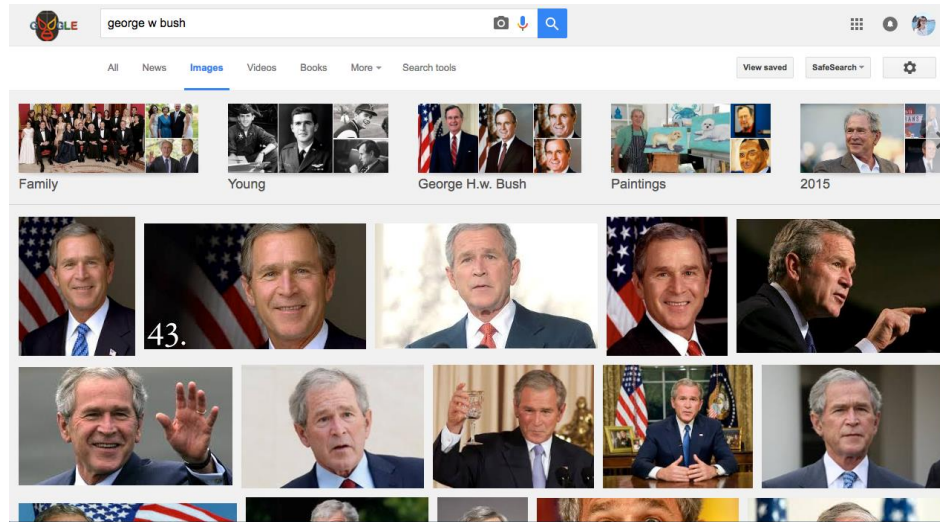 GOOGLE
george w bush
All News Images Videos Books More Search tools
View saved SafeSearch
Family
Young
George H.w. Bush
Paintings
2015
43.